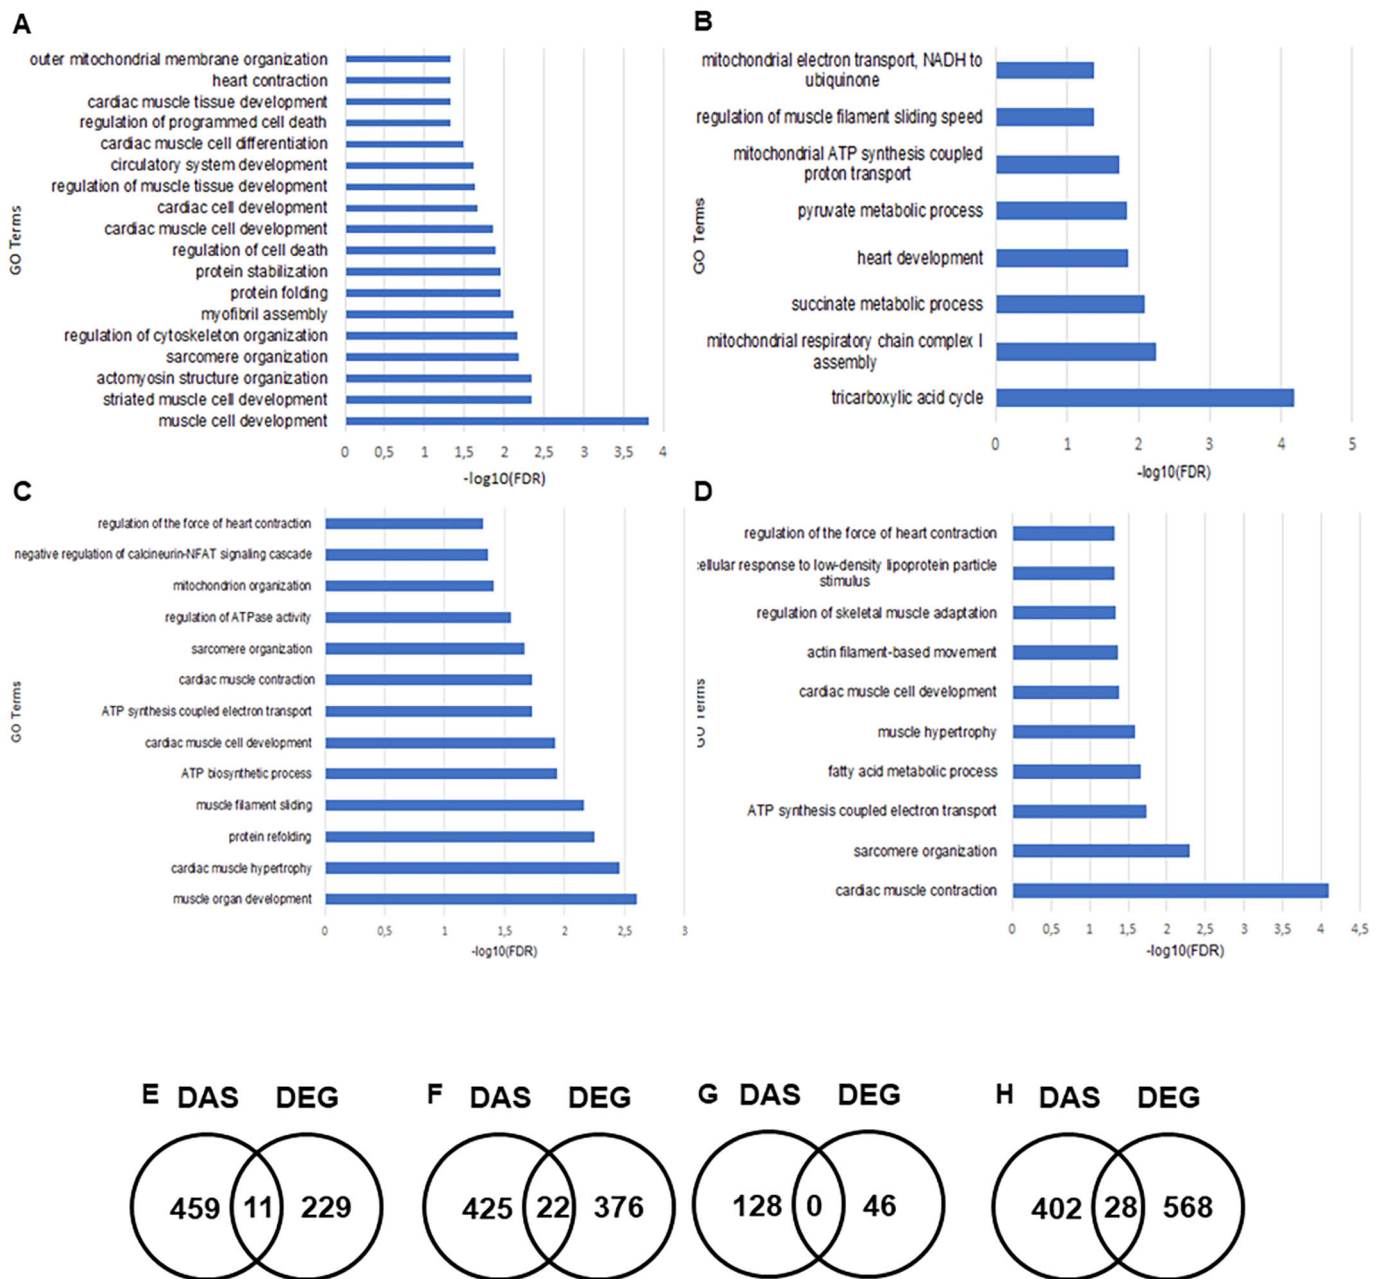 A
outer mitochondrial membrane organization
heart contraction
cardiac muscle tissue development
regulation of programmed cell death
cardiac muscle cell differentiation
circulatory system development
regulation of muscle tissue development
cardiac cell development
cardiac muscle cell development
regulation of cell death
protein stabilization
protein folding
myofibril assembly
regulation of cytoskeleton organization
sarcomere organization
actomyosin structure organization
striated muscle cell development
muscle cell development
GO Terms
0 0,5 1 1,5 2 2,5 3 3,5 4
-log10(FDR)
B
mitochondrial electron transport, NADH to
ubiquinone
regulation of muscle filament sliding speed
mitochondrial ATP synthesis coupled
proton transport
pyruvate metabolic process
heart development
succinate metabolic process
mitochondrial respiratory chain complex I
assembly
tricarboxylic acid cycle
GO Terms
0 1 2 3 4 5
-log10(FDR)
C
regulation of the force of heart contraction
negative regulation of calcineurin-NFAT signaling cascade
mitochondrion organization
regulation of ATPase activity
sarcomere organization
cardiac muscle contraction
ATP synthesis coupled electron transport
cardiac muscle cell development
ATP biosynthetic process
muscle filament sliding
protein refolding
cardiac muscle hypertrophy
muscle organ development
GO Terms
0 0,5 1 1,5 2 2,5 3
-log10(FDR)
D
regulation of the force of heart contraction
cellular response to low-density lipoprotein particle
stimulus
regulation of skeletal muscle adaptation
actin filament-based movement
cardiac muscle cell development
muscle hypertrophy
fatty acid metabolic process
ATP synthesis coupled electron transport
sarcomere organization
cardiac muscle contraction
GO Terms
0 0,5 1 1,5 2 2,5 3 3,5 4 4,5
-log10(FDR)
E DAS DEG
459 11 229
F DAS DEG
425 22 376
G DAS DEG
128 0 46
H DAS DEG
402 28 568